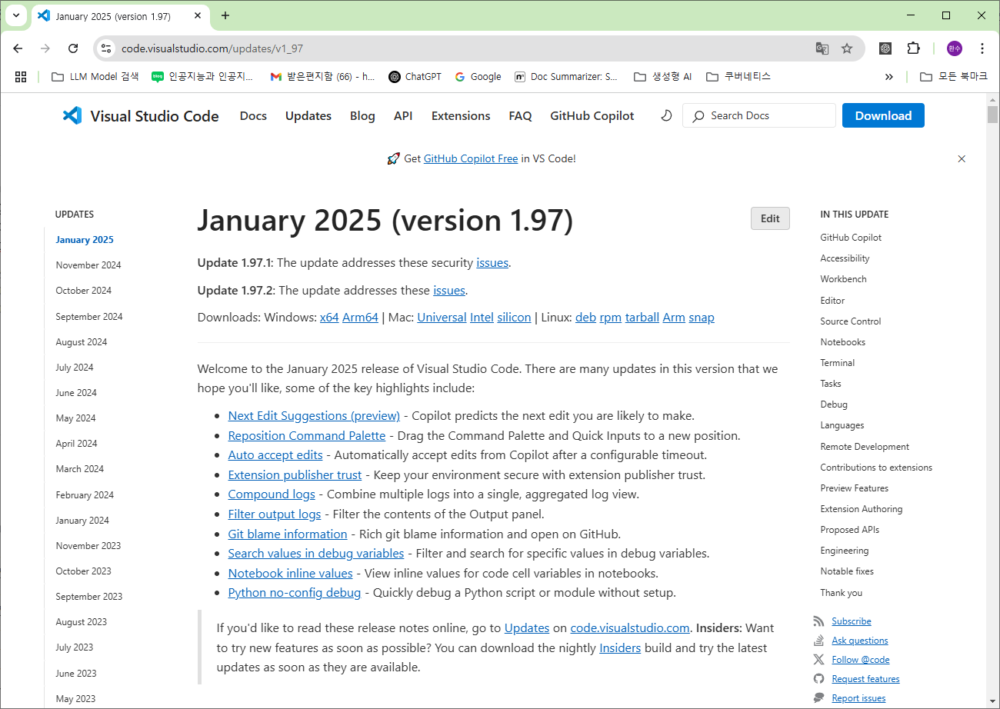 January 2025 (version 1.97)
code.visualstudio.com/updates/v1_97
환수
LLM Model 검색
blog 인공지능과 인공지...
받은편지함 (66) - h...
ChatGPT
Google
Doc Summarizer: S...
생성형 AI
쿠버네티스
모든 북마크
Visual Studio Code
Docs
Updates
Blog
API
Extensions
FAQ
GitHub Copilot
Search Docs
Download
🚀 Get GitHub Copilot Free in VS Code!
UPDATES
January 2025
November 2024
October 2024
September 2024
August 2024
July 2024
June 2024
May 2024
April 2024
March 2024
February 2024
January 2024
November 2023
October 2023
September 2023
August 2023
July 2023
June 2023
May 2023
January 2025 (version 1.97)
Edit
Update 1.97.1: The update addresses these security issues.
Update 1.97.2: The update addresses these issues.
Downloads: Windows: x64 Arm64 | Mac: Universal Intel silicon | Linux: deb rpm tarball Arm snap
Welcome to the January 2025 release of Visual Studio Code. There are many updates in this version that we
hope you'll like, some of the key highlights include:
• Next Edit Suggestions (preview) - Copilot predicts the next edit you are likely to make.
• Reposition Command Palette - Drag the Command Palette and Quick Inputs to a new position.
• Auto accept edits - Automatically accept edits from Copilot after a configurable timeout.
• Extension publisher trust - Keep your environment secure with extension publisher trust.
• Compound logs - Combine multiple logs into a single, aggregated log view.
• Filter output logs - Filter the contents of the Output panel.
• Git blame information - Rich git blame information and open on GitHub.
• Search values in debug variables - Filter and search for specific values in debug variables.
• Notebook inline values - View inline values for code cell variables in notebooks.
• Python no-config debug - Quickly debug a Python script or module without setup.
If you'd like to read these release notes online, go to Updates on code.visualstudio.com. Insiders: Want
to try new features as soon as possible? You can download the nightly Insiders build and try the latest
updates as soon as they are available.
IN THIS UPDATE
GitHub Copilot
Accessibility
Workbench
Editor
Source Control
Notebooks
Terminal
Tasks
Debug
Languages
Remote Development
Contributions to extensions
Preview Features
Extension Authoring
Proposed APIs
Engineering
Notable fixes
Thank you
Subscribe
Ask questions
Follow @code
Request features
Report issues